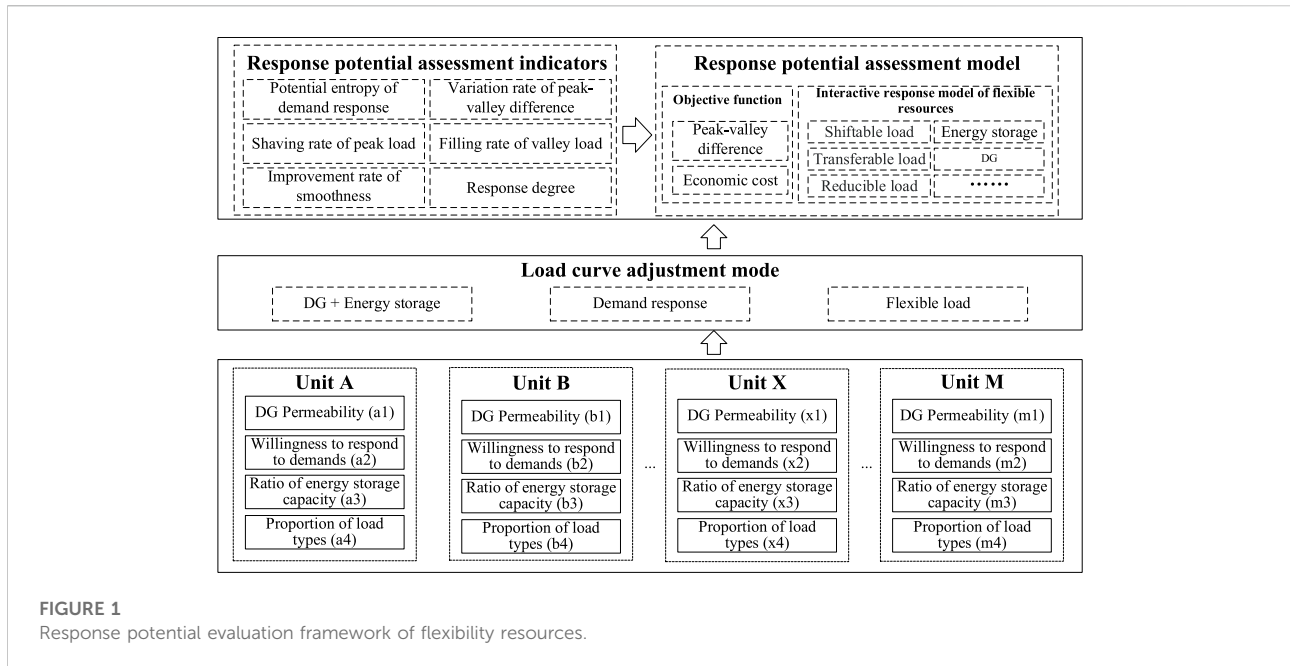 Response potential assessment indicators
Potential entropy of
demand response
Variation rate of peak-
valley difference
Shaving rate of peak load
Filling rate of valley load
Improvement rate of
smoothness
Response degree
Response potential assessment model
Objective function
Peak-valley
difference
Economic cost
Interactive response model of flexible
resources
Shiftable load
Energy storage
Transferable load
DG
Reducible load
······
Load curve adjustment mode
DG + Energy storage
Demand response
Flexible load
Unit A
DG Permeability (a1)
Willingness to respond
to demands (a2)
Ratio of energy storage
capacity (a3)
Proportion of load
types (a4)
Unit B
DG Permeability (b1)
Willingness to respond
to demands (b2)
Ratio of energy storage
capacity (b3)
Proportion of load
types (b4)
...
Unit X
DG Permeability (x1)
Willingness to respond
to demands (x2)
Ratio of energy storage
capacity (x3)
Proportion of load
types (x4)
...
Unit M
DG Permeability (m1)
Willingness to respond
to demands (m2)
Ratio of energy storage
capacity (m3)
Proportion of load
types (m4)
FIGURE 1
Response potential evaluation framework of flexibility resources.